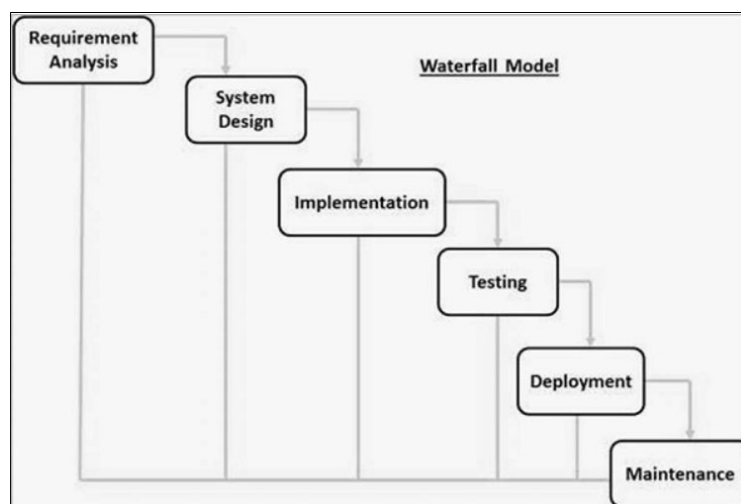 Requirement
Analysis
Waterfall Model
System
Design
Implementation
Testing
Deployment
Maintenance